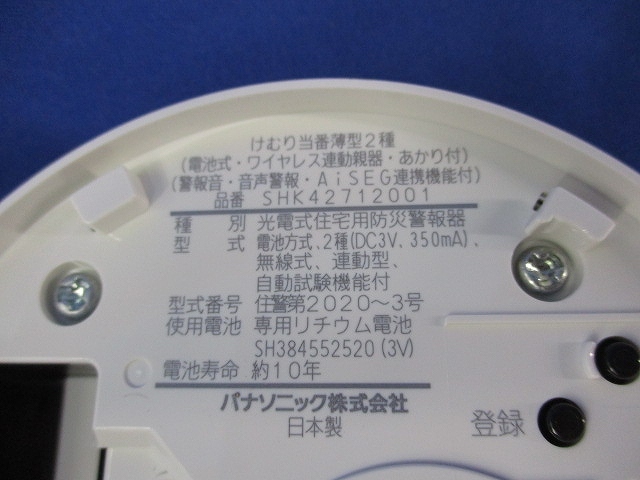 けむり当番薄型2種
(電池式・ワイヤレス連動親器・あかり付)
(警報音・音声警報・AiSEG連携機能付)
品番 SHK42712001
種別 光電式住宅用防災警報器
型式 電池方式、2種(DC3V、350mA)、
無線式、連動型、
自動試験機能付
型式番号 住警第2020〜3号
使用電池 専用リチウム電池
SH384552520(3V)
電池寿命 約10年
パナソニック株式会社
日本製
登録